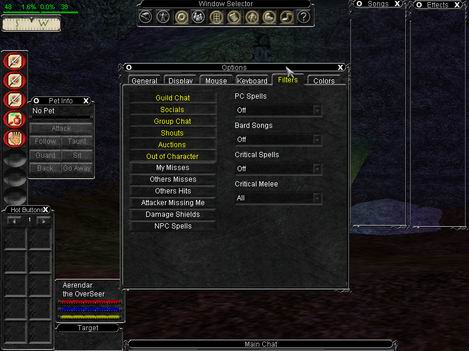 Window Selector
48 1.6% 0.0% 39
S W
Songs X
Effects X
O Options X
General Display Mouse Keyboard Filters Colors
O Pet Info X
No Pet
Attack
Follow Taunt
Guard Sit
Back Go Away
Guild Chat
Socials
Group Chat
Shouts
Auctions
Out of Character
My Misses
Others Misses
Others Hits
Attacker Missing Me
Damage Shields
NPC Spells
PC Spells
Off
Bard Songs
Off
Critical Spells
Off
Critical Melee
All
Hot Buttons X
1
Aerendar
the OverSeer
Target
Main Chat